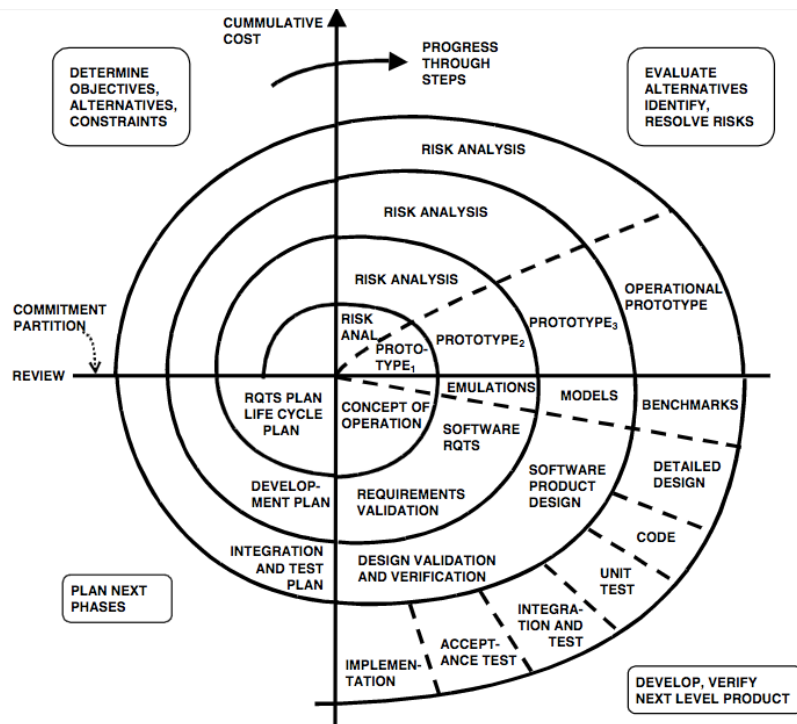 CUMMULATIVE
COST
PROGRESS
THROUGH
STEPS
DETERMINE
OBJECTIVES,
ALTERNATIVES,
CONSTRAINTS
EVALUATE
ALTERNATIVES
IDENTIFY,
RESOLVE RISKS
RISK ANALYSIS
RISK ANALYSIS
RISK ANALYSIS
RISK
ANAL.
OPERATIONAL
PROTOTYPE
PROTOTYPE3
PROTOTYPE2
PROTO-
TYPE1
COMMITMENT
PARTITION
REVIEW
EMULATIONS
MODELS
BENCHMARKS
RQTS PLAN
LIFE CYCLE
PLAN
CONCEPT OF
OPERATION
SOFTWARE
RQTS
SOFTWARE
PRODUCT
DESIGN
DETAILED
DESIGN
DEVELOP-
MENT PLAN
REQUIREMENTS
VALIDATION
CODE
INTEGRATION
AND TEST
PLAN
DESIGN VALIDATION
AND VERIFICATION
UNIT
TEST
PLAN NEXT
PHASES
INTEGRA-
TION AND
TEST
ACCEPT-
ANCE TEST
IMPLEMEN-
TATION
DEVELOP, VERIFY
NEXT LEVEL PRODUCT